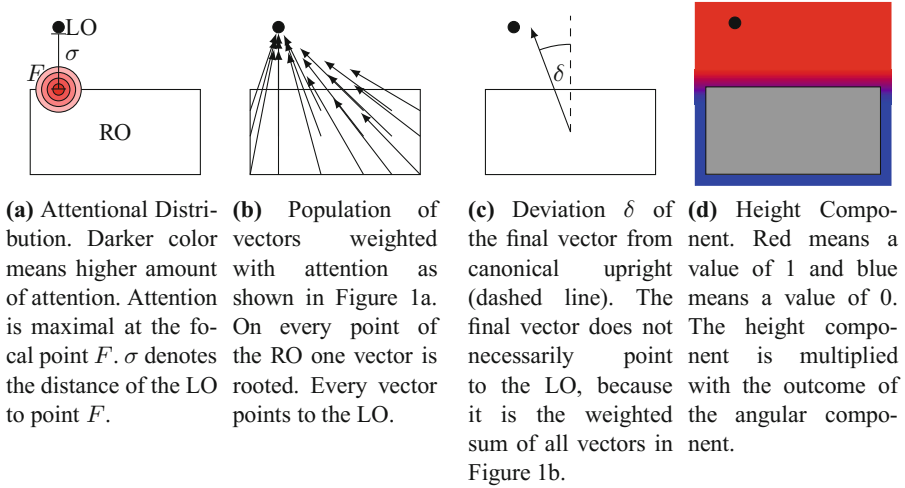 LO
σ
F
RO
δ
(a) Attentional Distri-
bution. Darker color
means higher amount
of attention. Attention
is maximal at the fo-
cal point F. σ denotes
the distance of the LO
to point F.
(b) Population of
vectors weighted
with attention as
shown in Figure 1a.
On every point of
the RO one vector is
rooted. Every vector
points to the LO.
(c) Deviation δ of
the final vector from
canonical upright
(dashed line). The
final vector does not
necessarily point
to the LO, because
it is the weighted
sum of all vectors in
Figure 1b.
(d) Height Compo-
nent. Red means a
value of 1 and blue
means a value of 0.
The height compo-
nent is multiplied
with the outcome of
the angular compo-
nent.